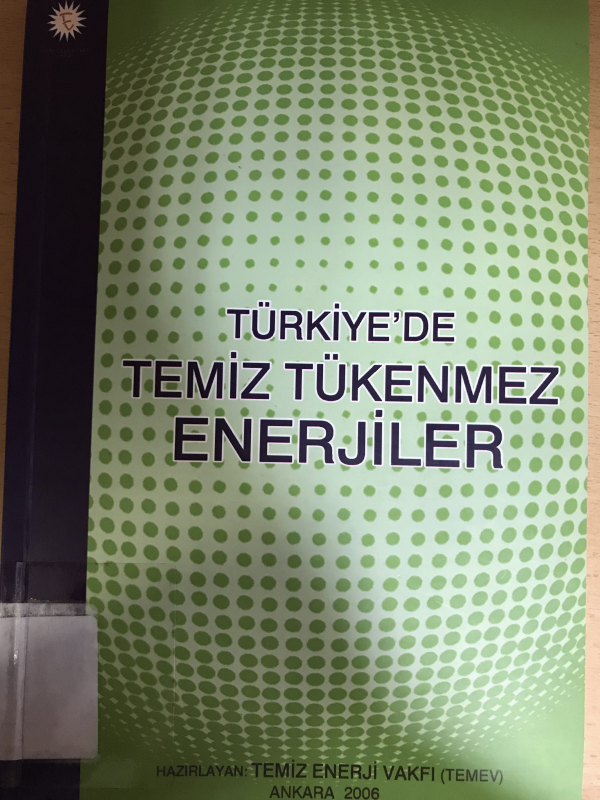 TÜRKİYE'DE
TEMİZ TÜKENMEZ
ENERJİLER
HAZIRLAYAN: TEMİZ ENERJİ VAKFI (TEMEV)
ANKARA 2006